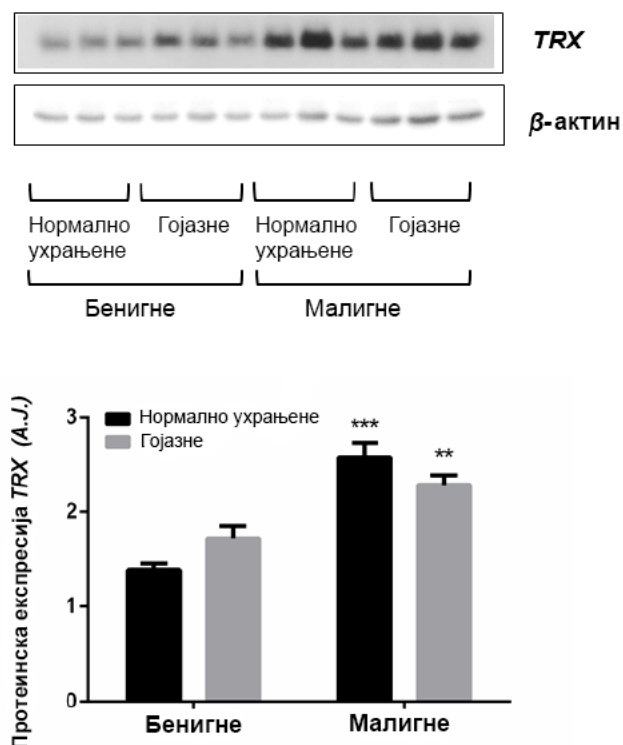 TRX
β-актин
Нормално
ухрањене
Гојазне
Нормално
ухрањене
Гојазне
Бенигне
Малигне
Протеинска експресија TRX (A.J.)
3
2
1
0
Нормално ухрањене
Гојазне
***
**
Бенигне
Малигне